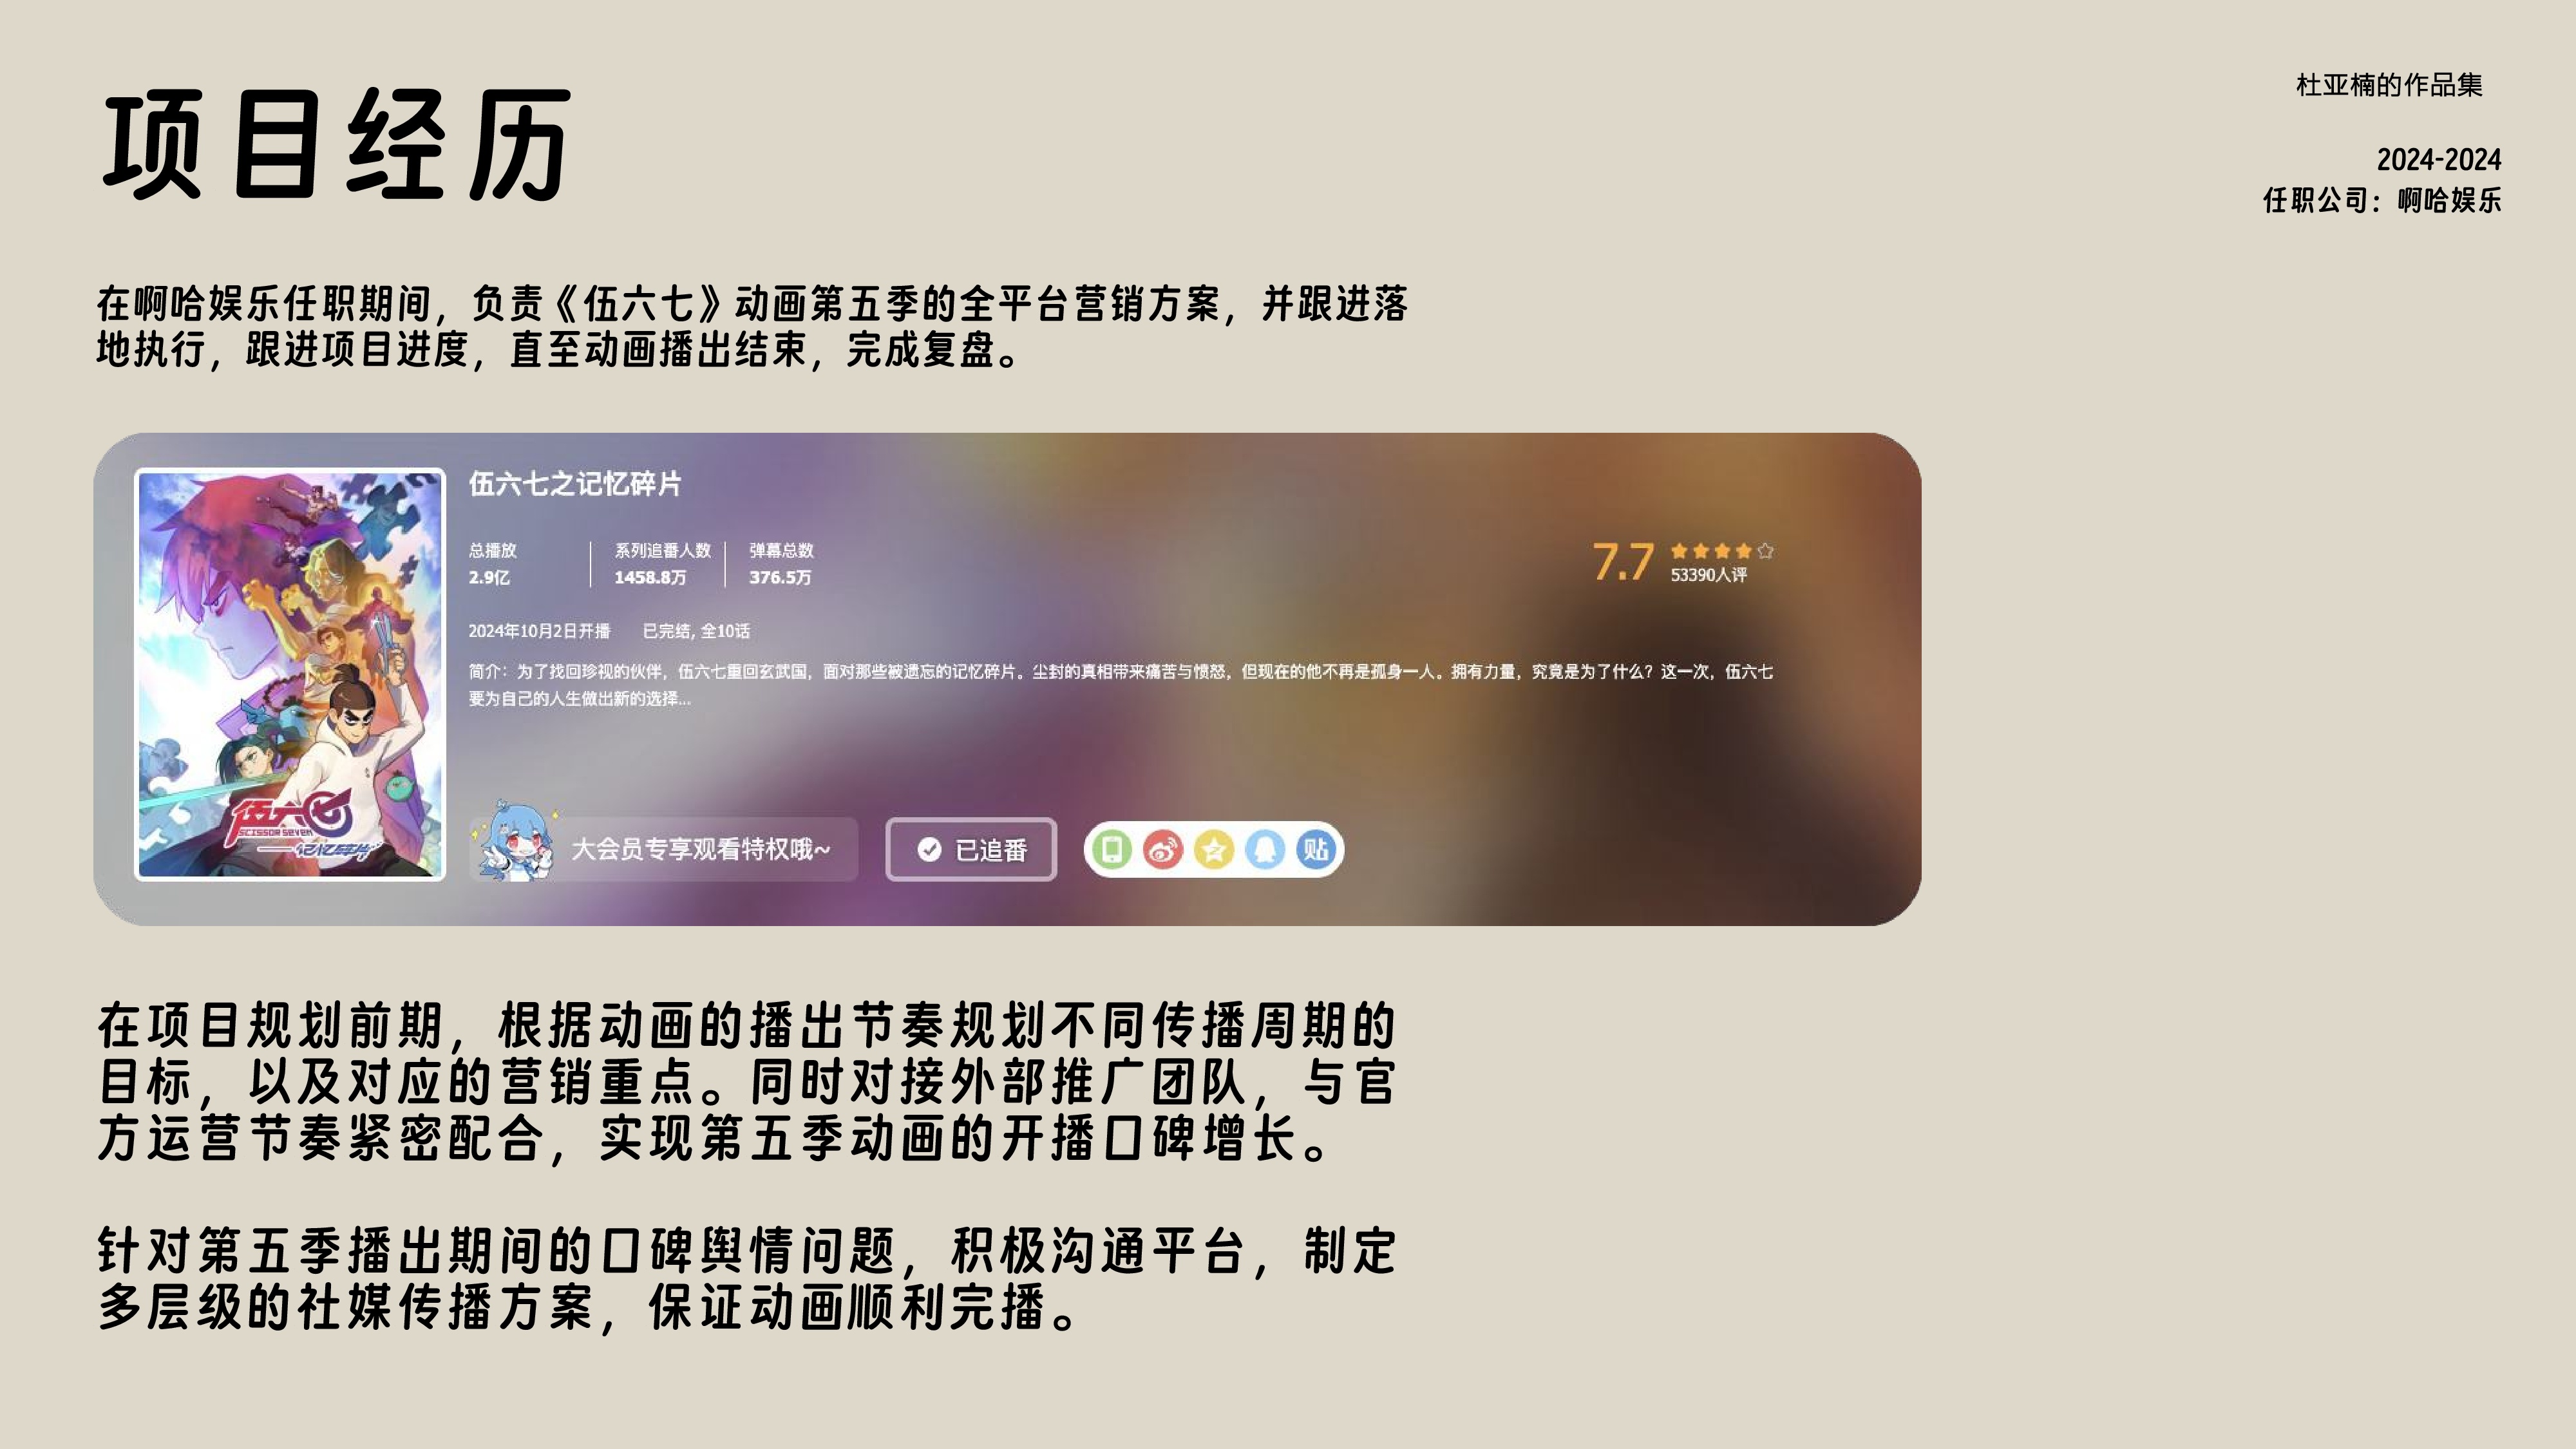 项目经历
杜亚楠的作品集
2024-2024
任职公司：啊哈娱乐
在啊哈娱乐任职期间，负责《伍六七》动画第五季的全平台营销方案，并跟进落
地执行，跟进项目进度，直至动画播出结束，完成复盘。
伍六七之记忆碎片
总播放 系列追番人数 弹幕总数
2.9亿 1458.8万 376.5万
7.7
53390人评
2024年10月2日开播 已完结, 全10话
简介：为了找回珍视的伙伴，伍六七重回玄武国，面对那些被遗忘的记忆碎片。尘封的真相带来痛苦与愤怒，但现在的他不再是孤身一人。拥有力量，究竟是为了什么？这一次，伍六七
要为自己的人生做出新的选择...
伍六七
SCISSOR SEVEN
记忆碎片
大会员专享观看特权哦~
已追番
贴
在项目规划前期，根据动画的播出节奏规划不同传播周期的
目标，以及对应的营销重点。同时对接外部推广团队，与官
方运营节奏紧密配合，实现第五季动画的开播口碑增长。
针对第五季播出期间的口碑舆情问题，积极沟通平台，制定
多层级的社媒传播方案，保证动画顺利完播。